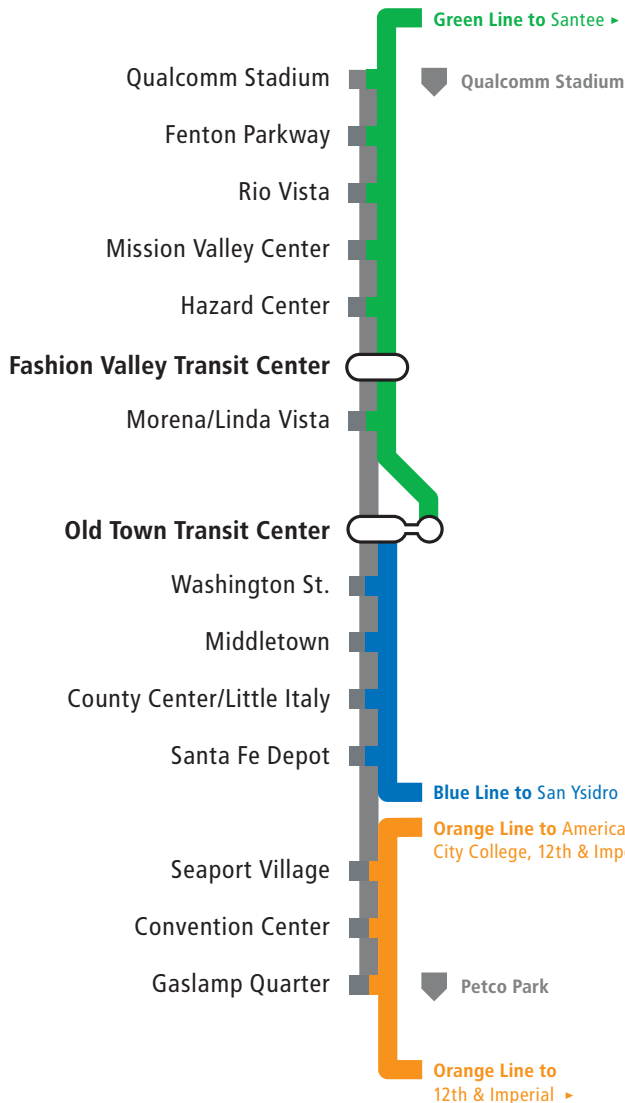 Green Line to Santee ►
Qualcomm Stadium
Qualcomm Stadium
Fenton Parkway
Rio Vista
Mission Valley Center
Hazard Center
Fashion Valley Transit Center
Morena/Linda Vista
Old Town Transit Center
Washington St.
Middletown
County Center/Little Italy
Santa Fe Depot
Blue Line to San Ysidro
Orange Line to America
City College, 12th & Imp
Seaport Village
Convention Center
Gaslamp Quarter
Petco Park
Orange Line to
12th & Imperial ►